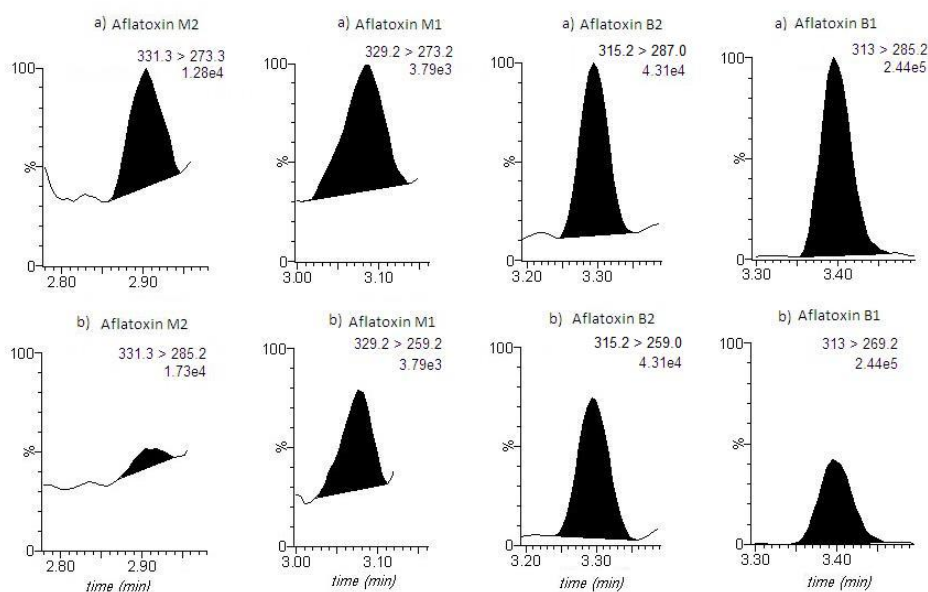 a) Aflatoxin M2
331.3 > 273.3
1.28e4
100
%
0
2.80
2.90
a) Aflatoxin M1
329.2 > 273.2
3.79e3
100
%
0
3.00
3.10
a) Aflatoxin B2
315.2 > 287.0
4.31e4
100
%
0
3.20
3.30
a) Aflatoxin B1
313 > 285.2
2.44e5
100
%
0
3.30
3.40
b) Aflatoxin M2
331.3 > 285.2
1.73e4
100
%
0
2.80
2.90
time (min)
b) Aflatoxin M1
329.2 > 259.2
3.79e3
100
%
0
3.00
3.10
time (min)
b) Aflatoxin B2
315.2 > 259.0
4.31e4
100
%
0
3.20
3.30
time (min)
b) Aflatoxin B1
313 > 269.2
2.44e5
100
%
0
3.30
3.40
time (min)